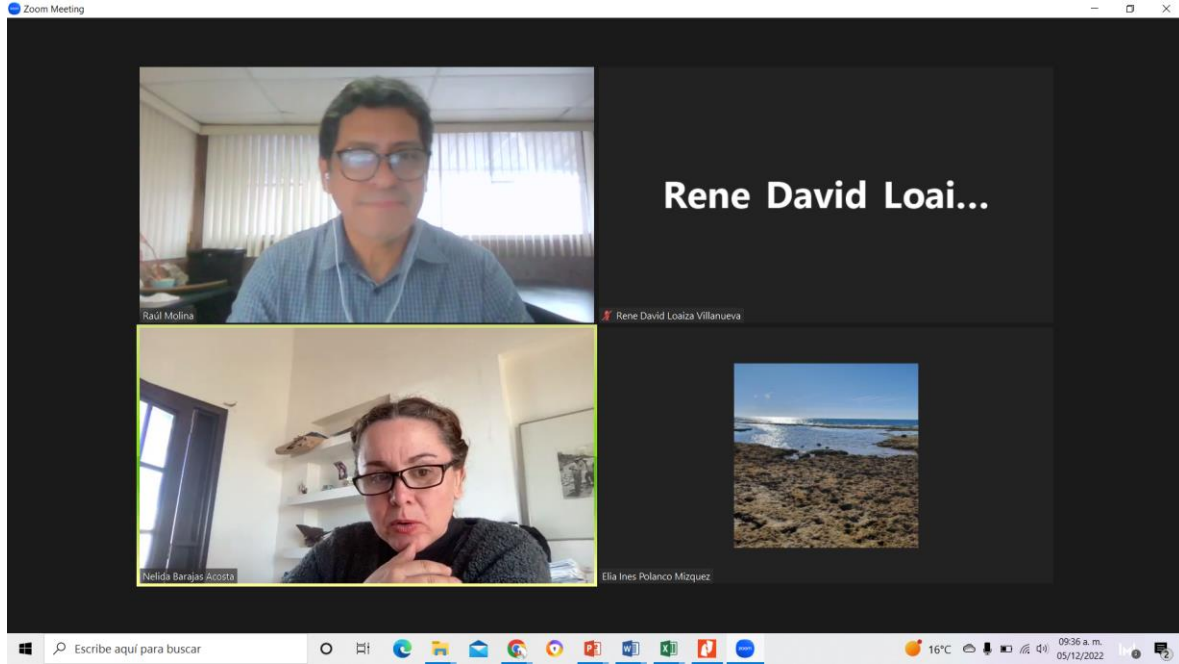 Zoom Meeting
Rene David Loai...
Raúl Molina
Rene David Loaiza Villanueva
Nelida Barajas Acosta
Elia Ines Polanco Mizquez
Escribe aquí para buscar
16°C
09:36 a. m.
05/12/2022